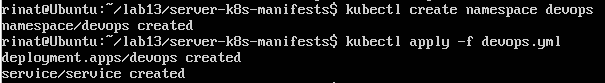 rinat@Ubuntu:~/lab13/server-k8s-manifests$ kubectl create namespace devops
namespace/devops created
rinat@Ubuntu:~/lab13/server-k8s-manifests$ kubectl apply -f devops.yml
deployment.apps/devops created
service/service created